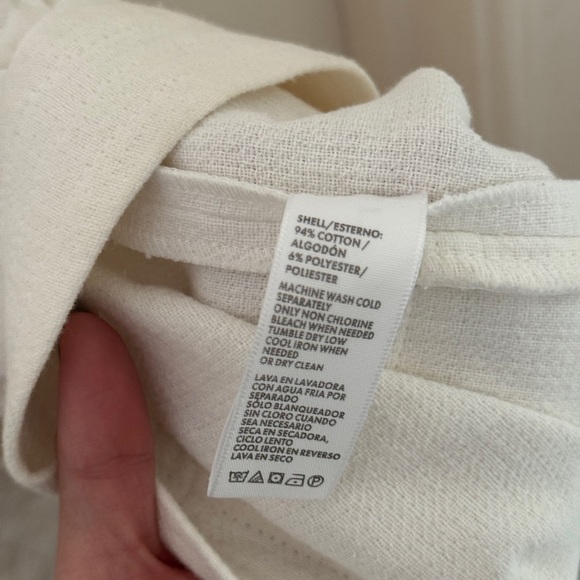 SHELL/ESTERNO:
94% COTTON/
ALGODÓN
6% POLYESTER/
POLIESTER
MACHINE WASH COLD
SEPARATELY
ONLY NON CHLORINE
BLEACH WHEN NEEDED
TUMBLE DRY LOW
COOL IRON WHEN
NEEDED
OR DRY CLEAN
LAVA EN LAVADORA
CON AGUA FRIA POR
SEPARADO
SÓLO BLANQUEADOR
SIN CLORO CUANDO
SEA NECESARIO
SECA EN SECADORA,
CICLO LENTO
COOL IRON EN REVERSO
LAVA EN SECO
P